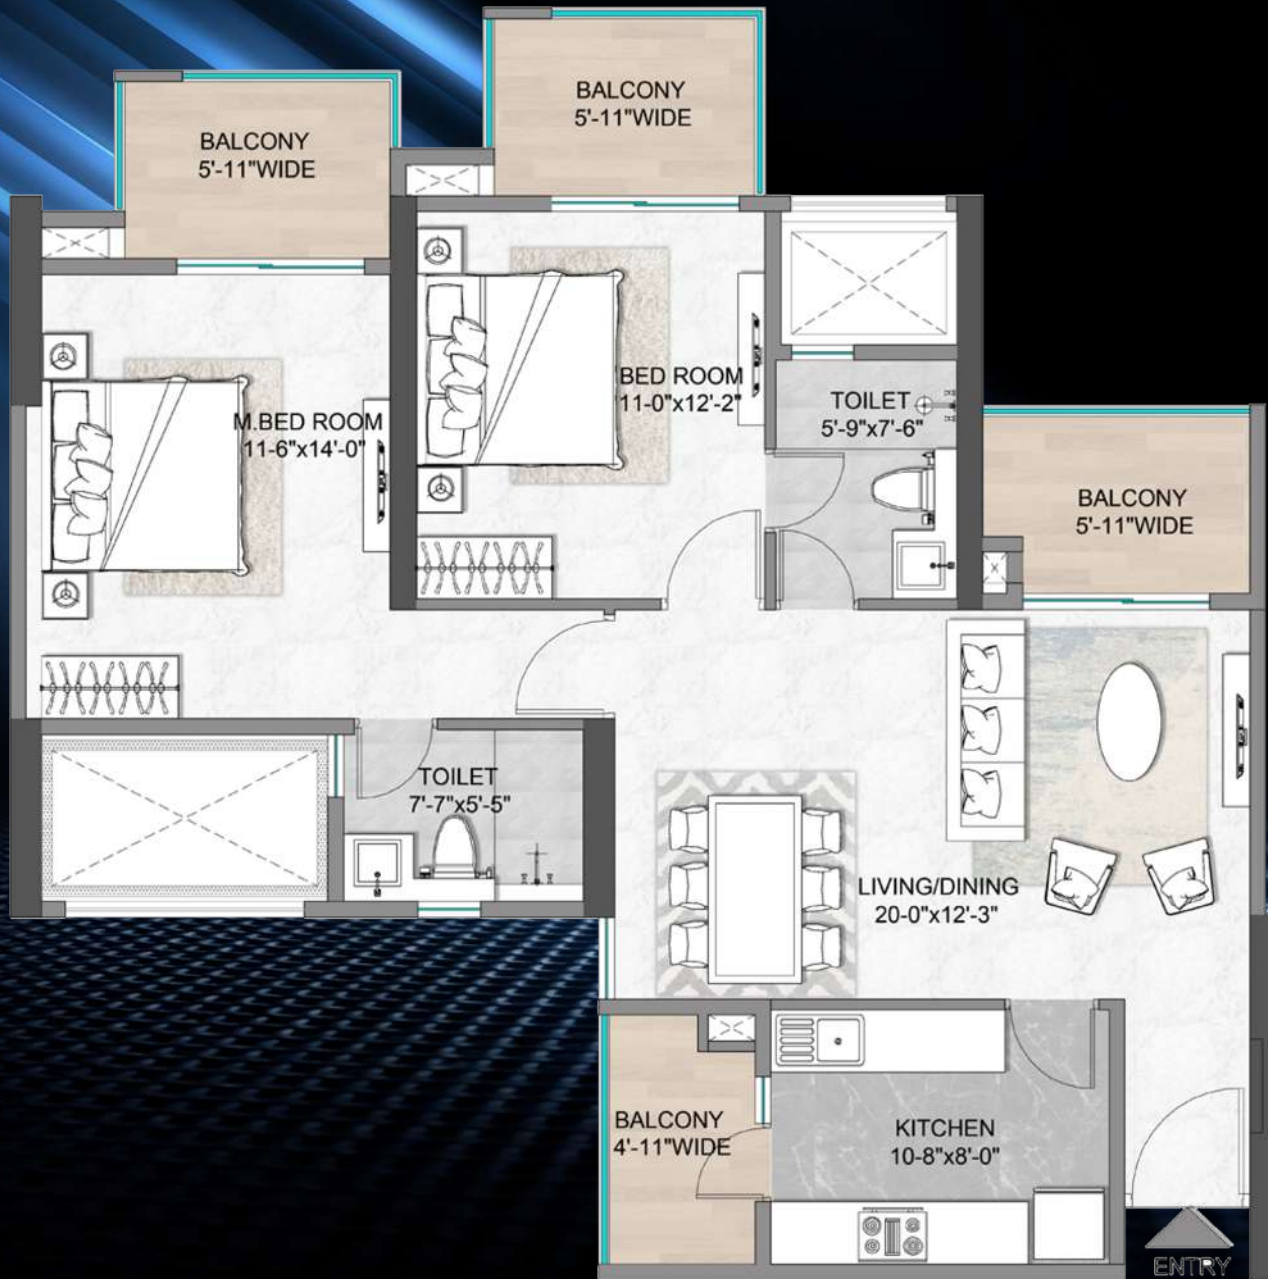 BALCONY
5'-11"WIDE
BALCONY
5'-11"WIDE
BED ROOM
11-0"x12'-2"
M.BED ROOM
11-6"x14'-0"
TOILET
5'-9"x7'-6"
BALCONY
5'-11"WIDE
TOILET
7'-7"x5'-5"
LIVING/DINING
20-0"x12'-3"
BALCONY
4'-11"WIDE
KITCHEN
10-8"x8'-0"
ENTRY